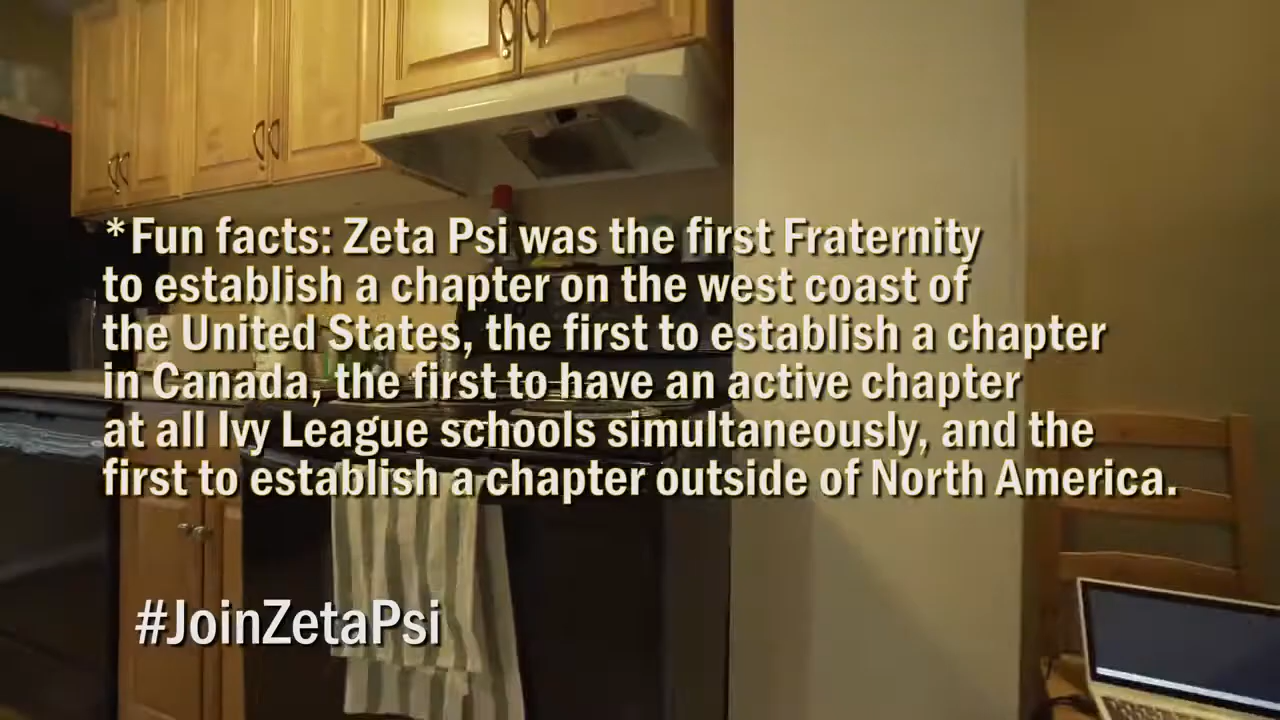 *Fun facts: Zeta Psi was the first Fraternity
to establish a chapter on the west coast of
the United States, the first to establish a chapter
in Canada, the first to have an active chapter
at all Ivy League schools simultaneously, and the
first to establish a chapter outside of North America.
#JoinZetaPsi